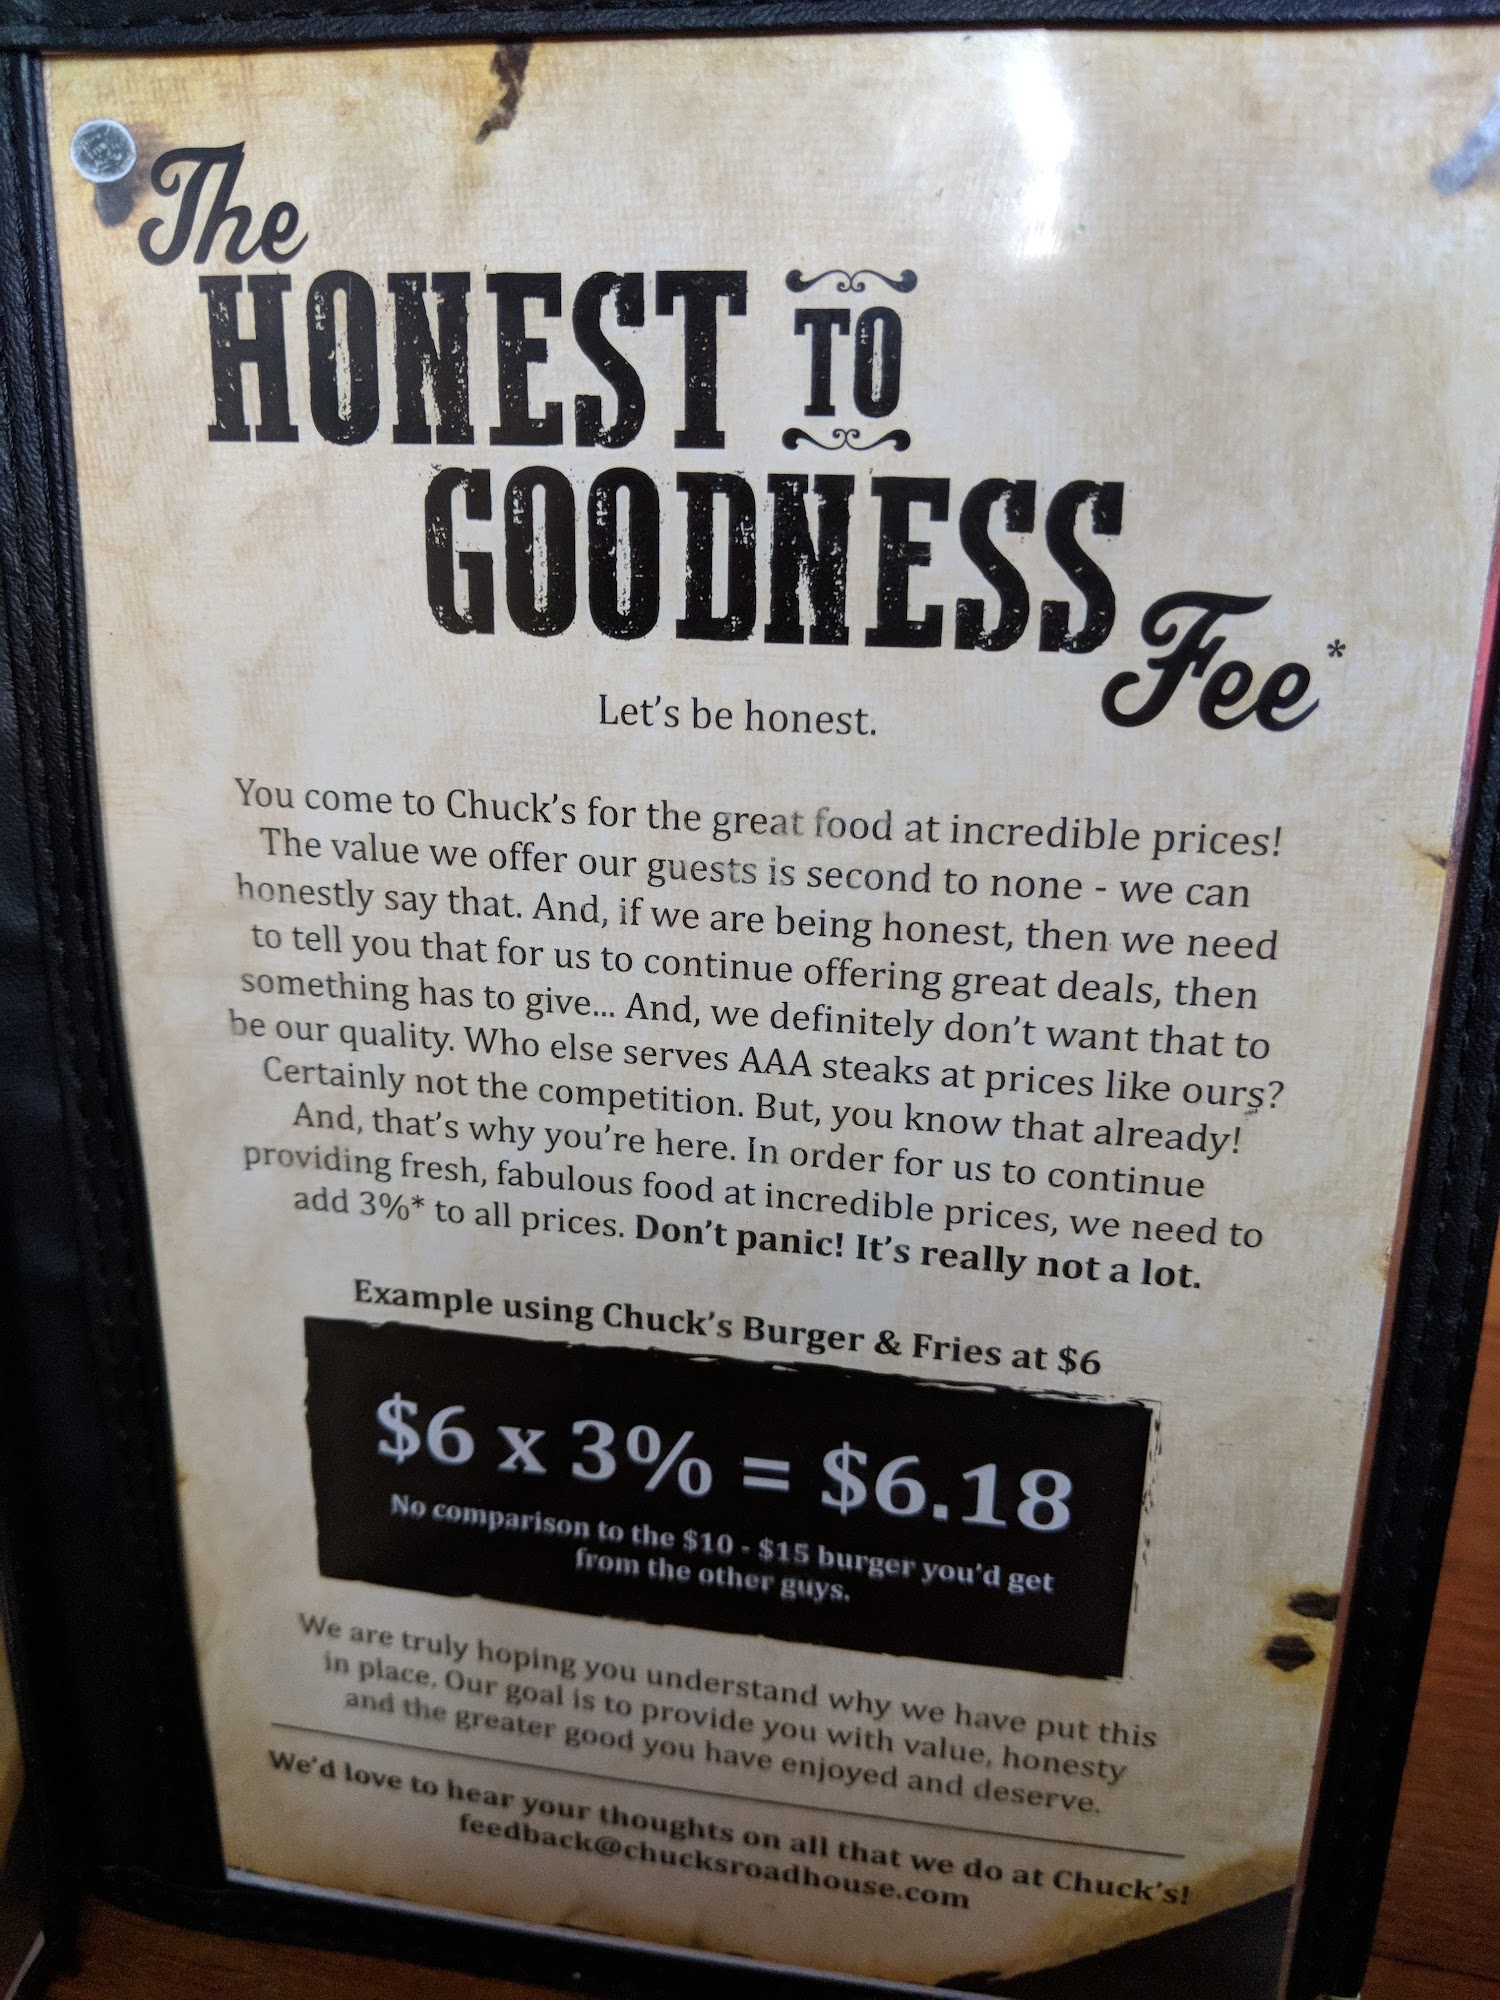 The
HONEST TO
GOODNESS
Fee*
Let's be honest.
You come to Chuck's for the great food at incredible prices!
The value we offer our guests is second to none - we can
honestly say that. And, if we are being honest, then we need
to tell you that for us to continue offering great deals, then
something has to give... And, we definitely don't want that to
be our quality. Who else serves AAA steaks at prices like ours?
Certainly not the competition. But, you know that already!
And, that's why you're here. In order for us to continue
providing fresh, fabulous food at incredible prices, we need to
add 3%* to all prices. Don't panic! It's really not a lot.
Example using Chuck's Burger & Fries at $6
$6 x 3% = $6.18
No comparison to the $10 - $15 burger you'd get
from the other guys.
We are truly hoping you understand why we have put this
in place. Our goal is to provide you with value, honesty
and the greater good you have enjoyed and deserve.
We'd love to hear your thoughts on all that we do at Chuck's!
feedback@chucksroadhouse.com